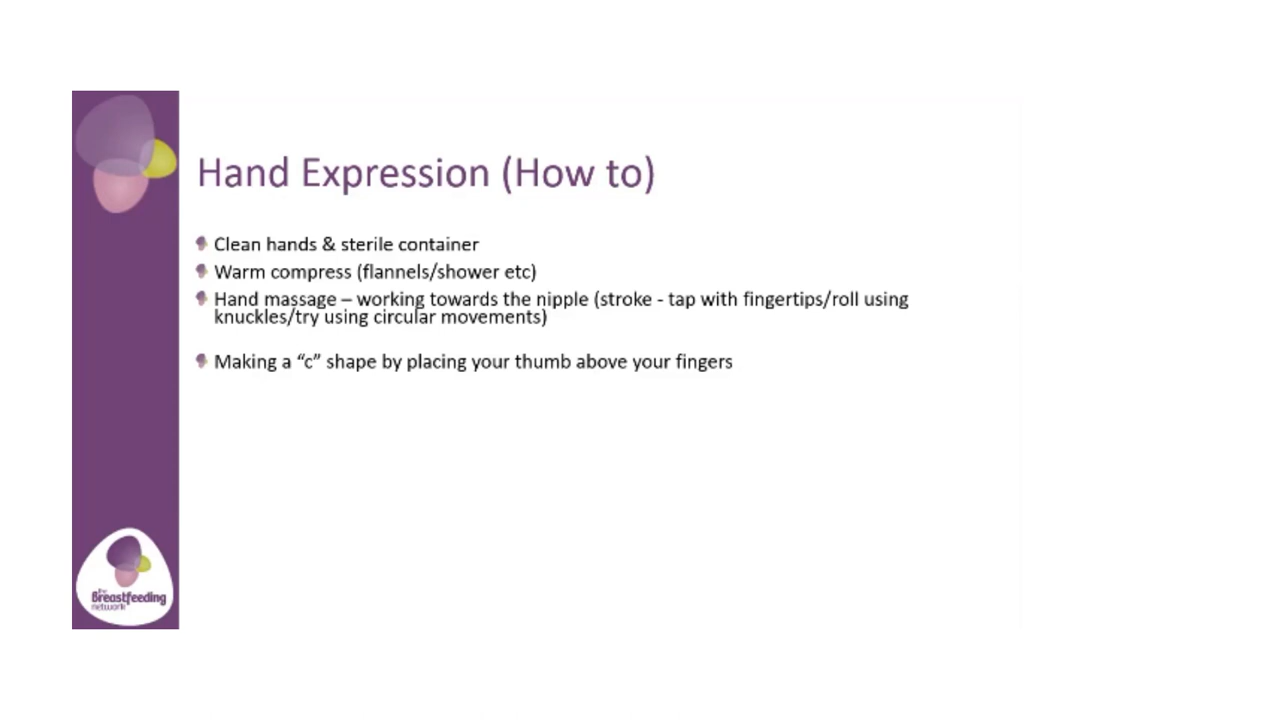 Hand Expression (How to)
Clean hands & sterile container
Warm compress (flannels/shower etc)
Hand massage – working towards the nipple (stroke - tap with fingertips/roll using
knuckles/try using circular movements)
Making a “c” shape by placing your thumb above your fingers
the
Breastfeeding
network